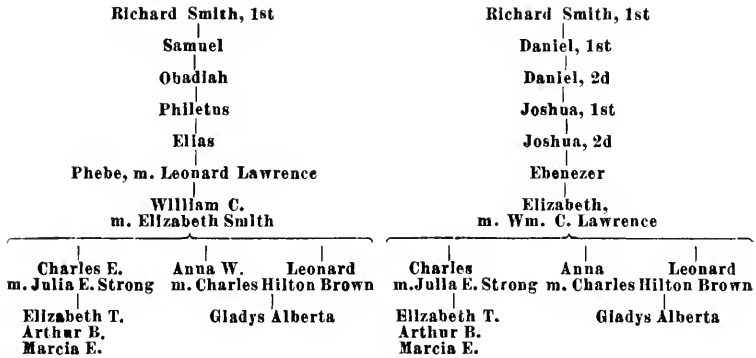 Richard Smith, 1st
Samuel
Obadiah
Philetus
Elias
Phebe, m. Leonard Lawrence
William C.
m. Elizabeth Smith
Charles E.
m. Julia E. Strong
Anna W.
m. Charles Hilton Brown
Leonard
Elizabeth T.
Arthur B.
Marcia E.
Gladys Alberta
Richard Smith, 1st
Daniel, 1st
Daniel, 2d
Joshua, 1st
Joshua, 2d
Ebenezer
Elizabeth,
m. Wm. C. Lawrence
Charles
m. Julia E. Strong
Anna
m. Charles Hilton Brown
Leonard
Elizabeth T.
Arthur B.
Marcia E.
Gladys Alberta